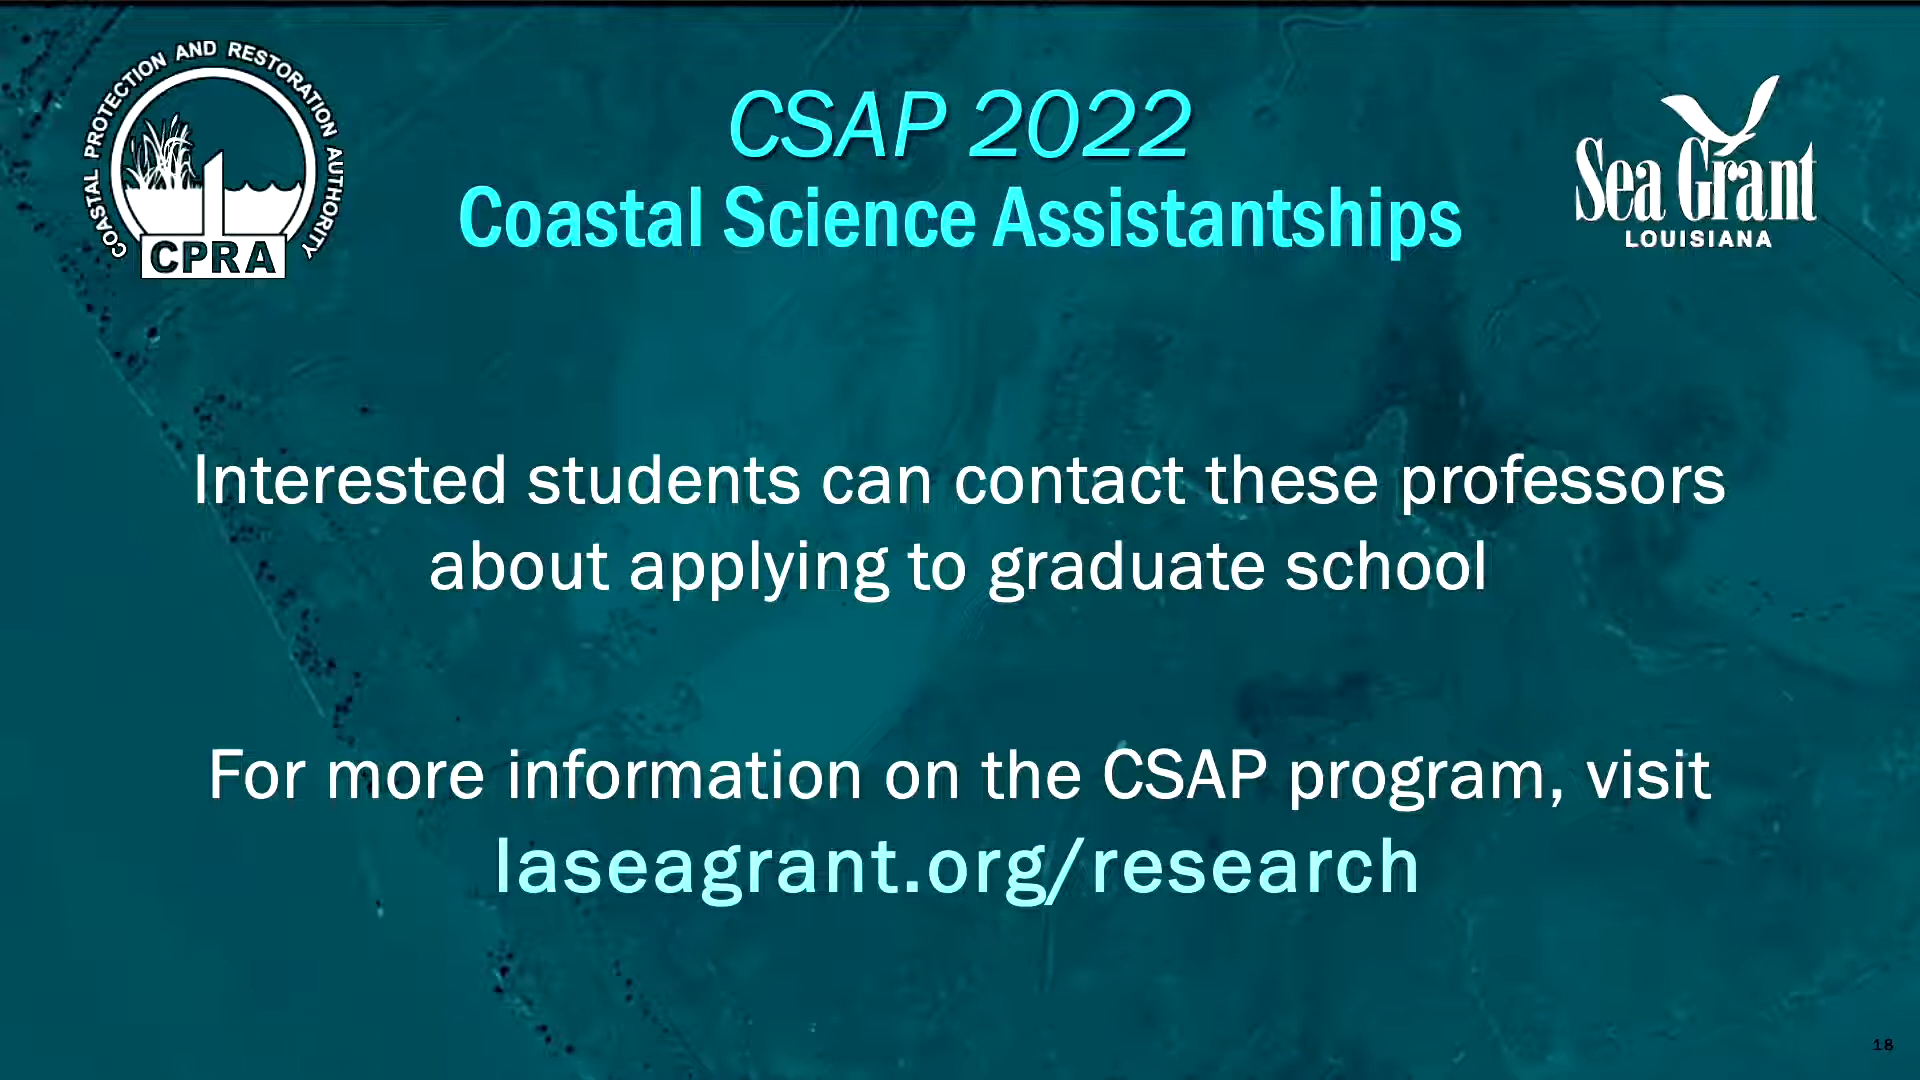 COASTAL PROTECTION AND RESTORATION AUTHORITY
CPRA
CSAP 2022
Coastal Science Assistantships
Sea Grant
LOUISIANA
Interested students can contact these professors
about applying to graduate school
For more information on the CSAP program, visit
laseagrant.org/research
18